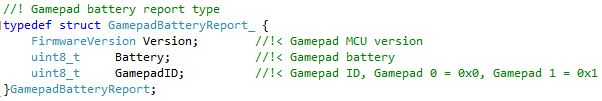 //! Gamepad battery report type
typedef struct GamepadBatteryReport_ {
FirmwareVersion Version; //!< Gamepad MCU version
uint8_t Battery; //!< Gamepad battery
uint8_t GamepadID; //!< Gamepad ID, Gamepad 0 = 0x0, Gamepad 1 = 0x1
}GamepadBatteryReport;